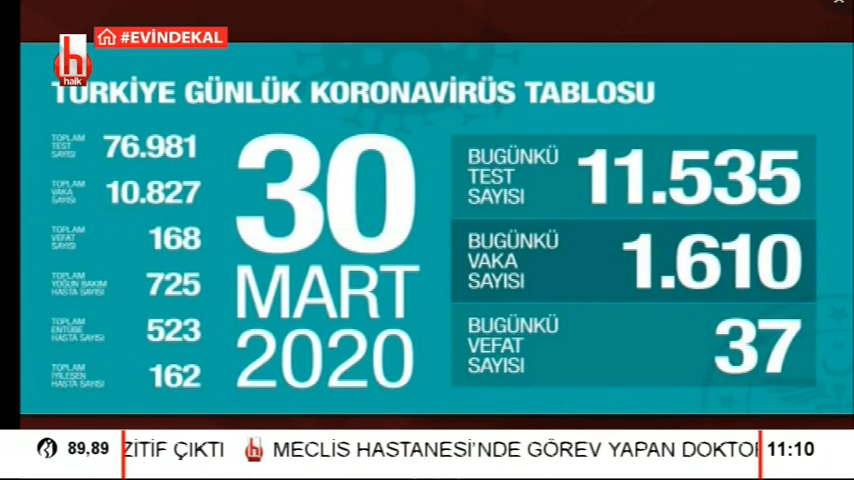 #EVİNDEKAL
halk
TÜRKİYE GÜNLÜK KORONAVİRÜS TABLOSU
TOPLAM
TEST
SAYISI
76.981
TOPLAM
VAKA
SAYISI
10.827
TOPLAM
VEFAT
SAYISI
168
TOPLAM
YOĞUN BAKIM
HASTA SAYISI
725
TOPLAM
ENTÜBE
HASTA SAYISI
523
TOPLAM
İYİLEŞEN
HASTA SAYISI
162
30
MART
2020
BUGÜNKÜ
TEST
SAYISI
11.535
BUGÜNKÜ
VAKA
SAYISI
1.610
BUGÜNKÜ
VEFAT
SAYISI
37
89,89
ZİTİF ÇIKTI
MECLİS HASTANESİ'NDE GÖREV YAPAN DOKTOR
11:10